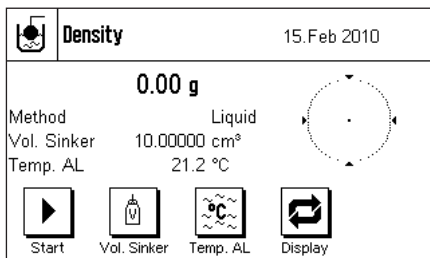 Density 15.Feb 2010
0.00 g
Method Liquid
Vol. Sinker 10.00000 cm³
Temp. AL 21.2 °C
V °C
Start Vol. Sinker Temp. AL Display